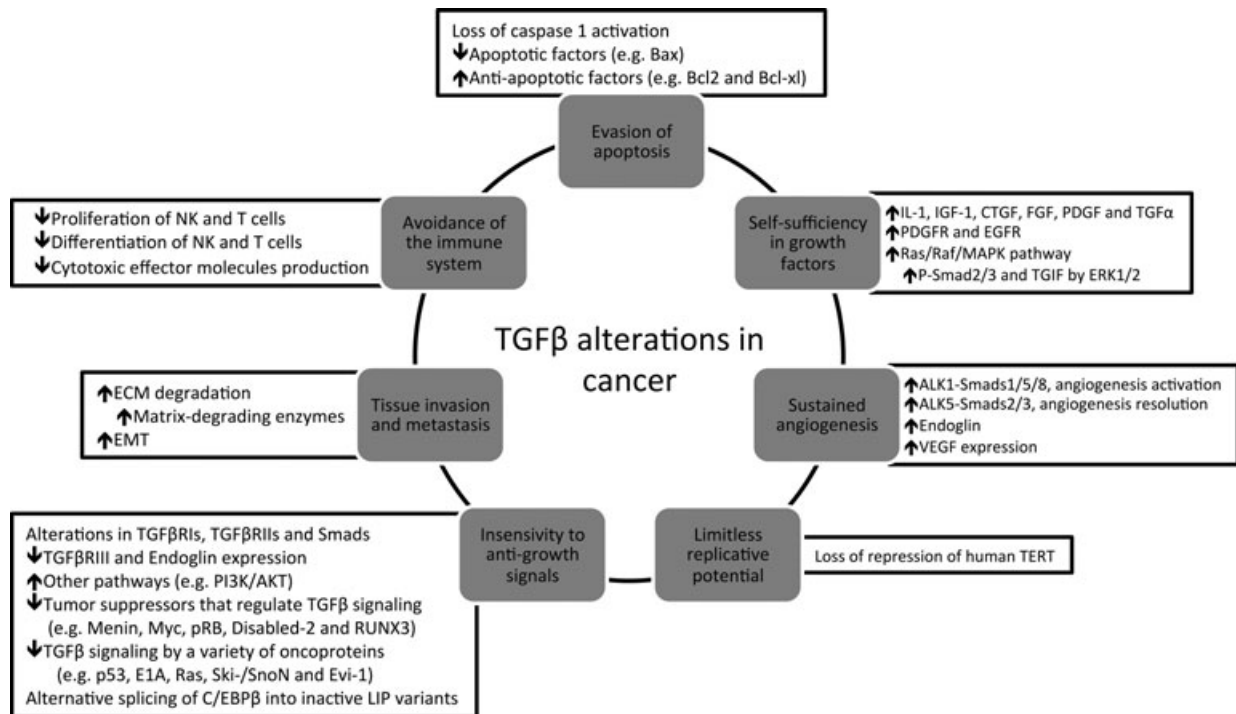 Loss of caspase 1 activation
↓Apoptotic factors (e.g. Bax)
↑Anti-apoptotic factors (e.g. Bcl2 and Bcl-xl)
Evasion of
apoptosis
↓Proliferation of NK and T cells
↓Differentiation of NK and T cells
↓Cytotoxic effector molecules production
Avoidance of
the immune
system
Self-sufficiency
in growth
factors
↑IL-1, IGF-1, CTGF, FGF, PDGF and TGFα
↑PDGFR and EGFR
↑Ras/Raf/MAPK pathway
↑P-Smad2/3 and TGIF by ERK1/2
TGFβ alterations in
cancer
↑ECM degradation
↑Matrix-degrading enzymes
↑EMT
Tissue invasion
and metastasis
Sustained
angiogenesis
↑ALK1-Smads1/5/8, angiogenesis activation
↑ALK5-Smads2/3, angiogenesis resolution
↑Endoglin
↑VEGF expression
Alterations in TGFβRIs, TGFβRIIs and Smads
↓TGFβRIII and Endoglin expression
↑Other pathways (e.g. PI3K/AKT)
↓Tumor suppressors that regulate TGFβ signaling
(e.g. Menin, Myc, pRB, Disabled-2 and RUNX3)
↓TGFβ signaling by a variety of oncoproteins
(e.g. p53, E1A, Ras, Ski-/SnoN and Evi-1)
Alternative splicing of C/EBPβ into inactive LIP variants
Insensivity to
anti-growth
signals
Limitless
replicative
potential
Loss of repression of human TERT